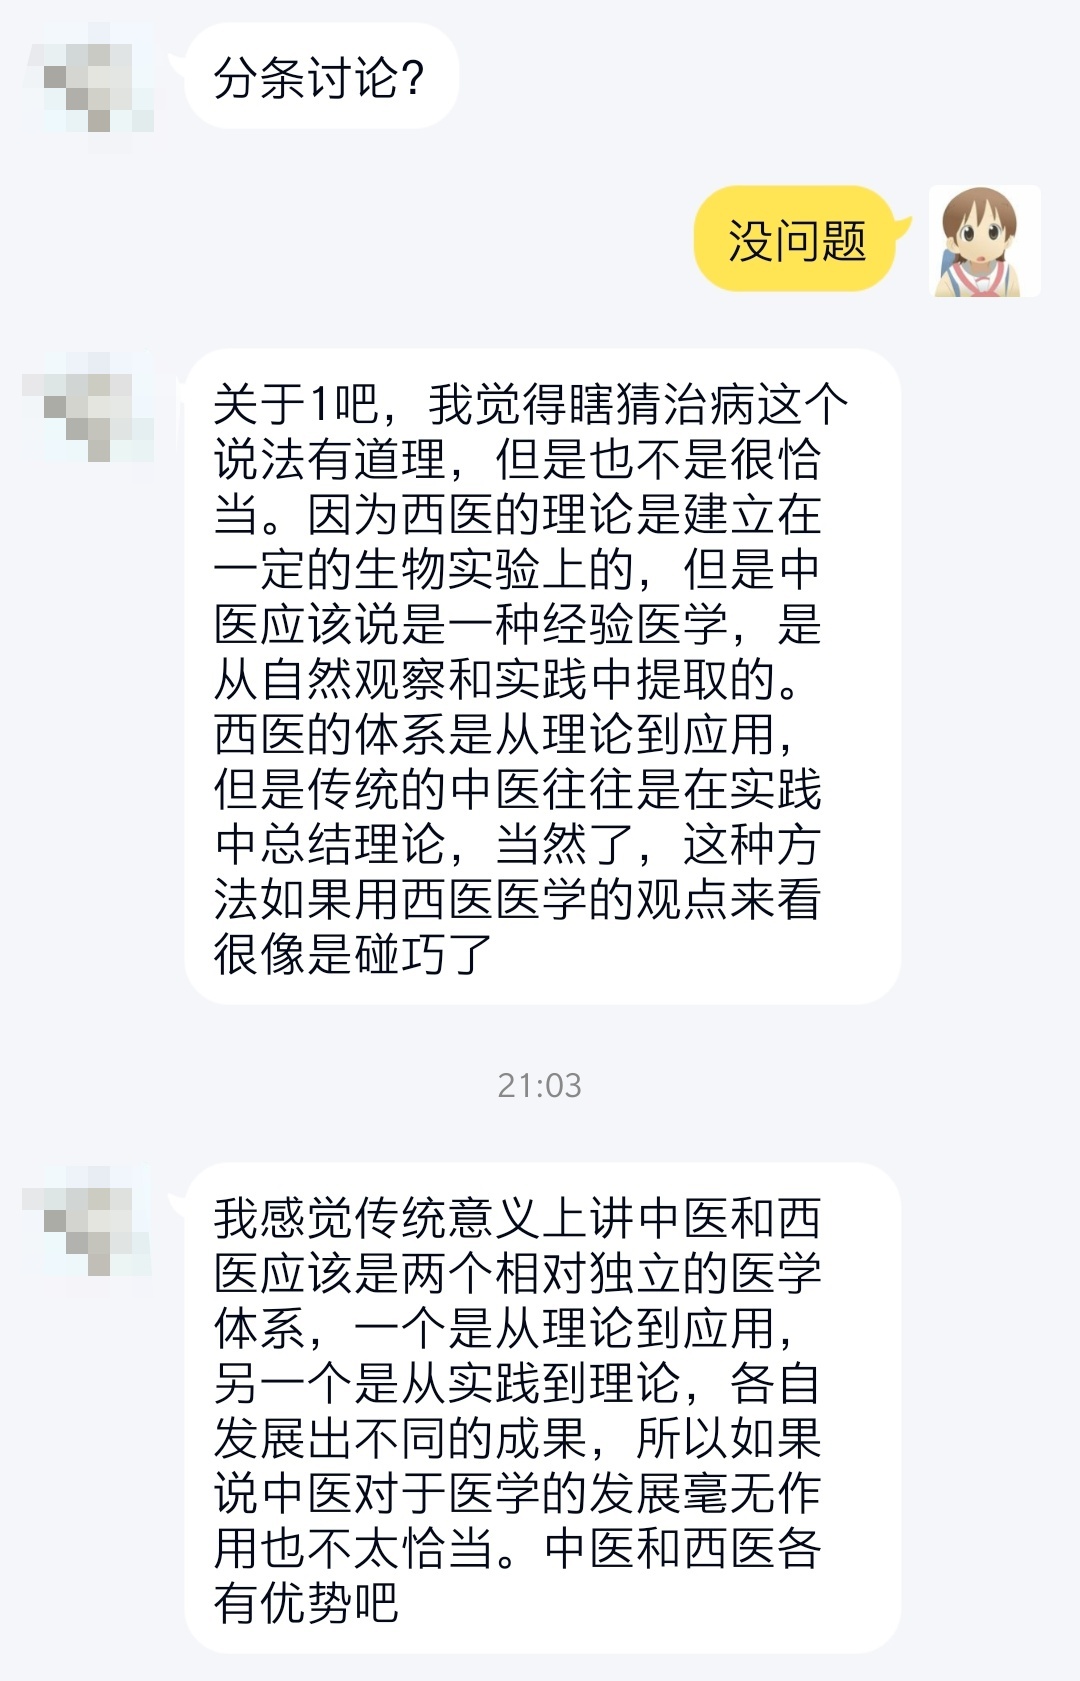 分条讨论?
没问题
关于1吧，我觉得瞎猜治病这个
说法有道理，但是也不是很恰
当。因为西医的理论是建立在
一定的生物实验上的，但是中
医应该说是一种经验医学，是
从自然观察和实践中提取的。
西医的体系是从理论到应用，
但是传统的中医往往是在实践
中总结理论，当然了，这种方
法如果用西医医学的观点来看
很像是碰巧了
21:03
我感觉传统意义上讲中医和西
医应该是两个相对独立的医学
体系，一个是从理论到应用，
另一个是从实践到理论，各自
发展出不同的成果，所以如果
说中医对于医学的发展毫无作
用也不太恰当。中医和西医各
有优势吧